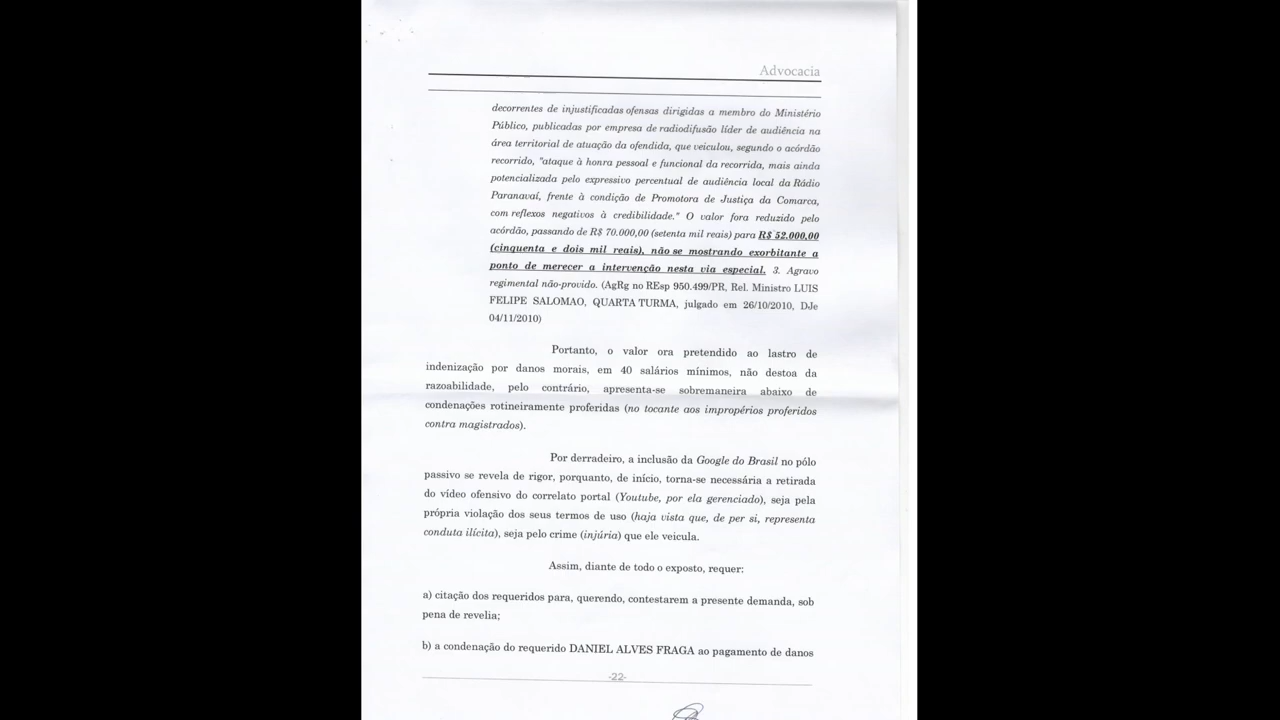 Advocacia
decorrentes de injustificadas ofensas dirigidas a membro do Ministério
Público, publicadas por empresa de radiodifusão líder de audiência na
área territorial de atuação da ofendida, que veiculou, segundo o acórdão
recorrido, "ataque à honra pessoal e funcional da recorrida, mais ainda
potencializada pelo expressivo percentual de audiência local da Rádio
Paranavaí, frente à condição de Promotora de Justiça da Comarca,
com reflexos negativos à credibilidade." O valor fora reduzido pelo
acórdão, passando de R$ 70.000,00 (setenta mil reais) para R$ 52.000,00
(cinquenta e dois mil reais), não se mostrando exorbitante a
ponto de merecer a intervenção nesta via especial. 3. Agravo
regimental não-provido. (AgRg no REsp 950.499/PR, Rel. Ministro LUIS
FELIPE SALOMAO, QUARTA TURMA, julgado em 26/10/2010, DJe
04/11/2010)
Portanto, o valor ora pretendido ao lastro de
indenização por danos morais, em 40 salários mínimos, não destoa da
razoabilidade, pelo contrário, apresenta-se sobremaneira abaixo de
condenações rotineiramente proferidas (no tocante aos impropérios proferidos
contra magistrados).
Por derradeiro, a inclusão da Google do Brasil no pólo
passivo se revela de rigor, porquanto, de início, torna-se necessária a retirada
do vídeo ofensivo do correlato portal (Youtube, por ela gerenciado), seja pela
própria violação dos seus termos de uso (haja vista que, de per si, representa
conduta ilícita), seja pelo crime (injúria) que ele veicula.
Assim, diante de todo o exposto, requer:
a) citação dos requeridos para, querendo, contestarem a presente demanda, sob
pena de revelia;
b) a condenação do requerido DANIEL ALVES FRAGA ao pagamento de danos
-22-